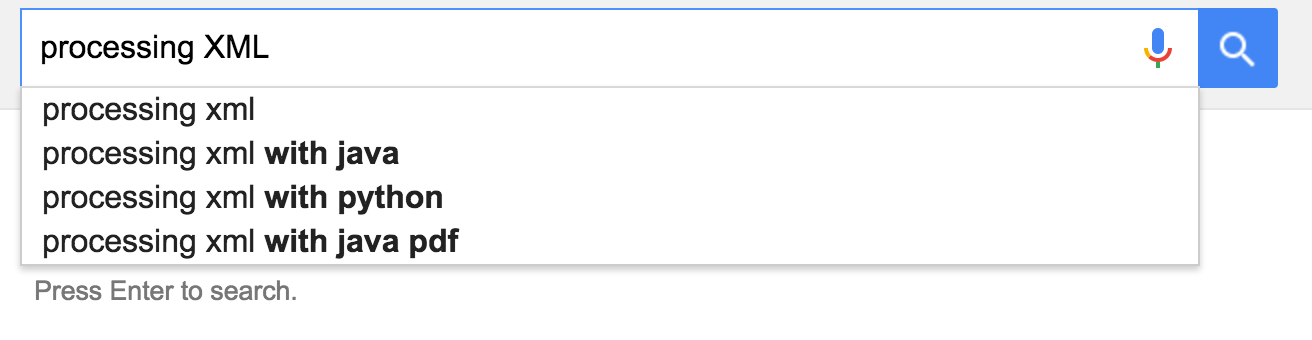 processing XML
processing xml
processing xml with java
processing xml with python
processing xml with java pdf
Press Enter to search.